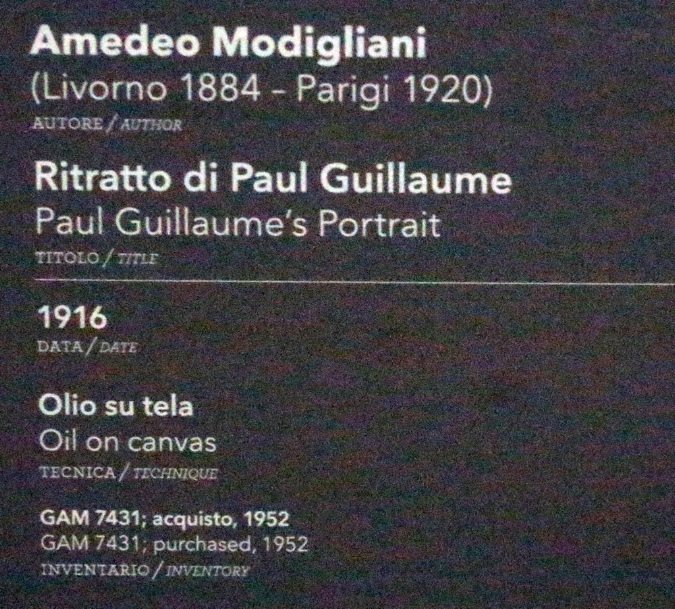 Amedeo Modigliani
(Livorno 1884 – Parigi 1920)
AUTORE / AUTHOR
Ritratto di Paul Guillaume
Paul Guillaume's Portrait
TITOLO / TITLE
1916
DATA / DATE
Olio su tela
Oil on canvas
TECNICA / TECHNIQUE
GAM 7431; acquisto, 1952
GAM 7431; purchased, 1952
INVENTARIO / INVENTORY